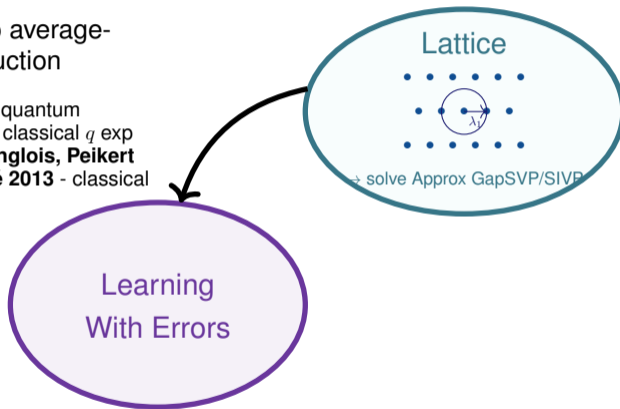 average-
uction
quantum
classical q exp
nglois, Peikert
2013 - classical
Lattice
λ₁
→ solve Approx GapSVP/SIVP
Learning
With Errors